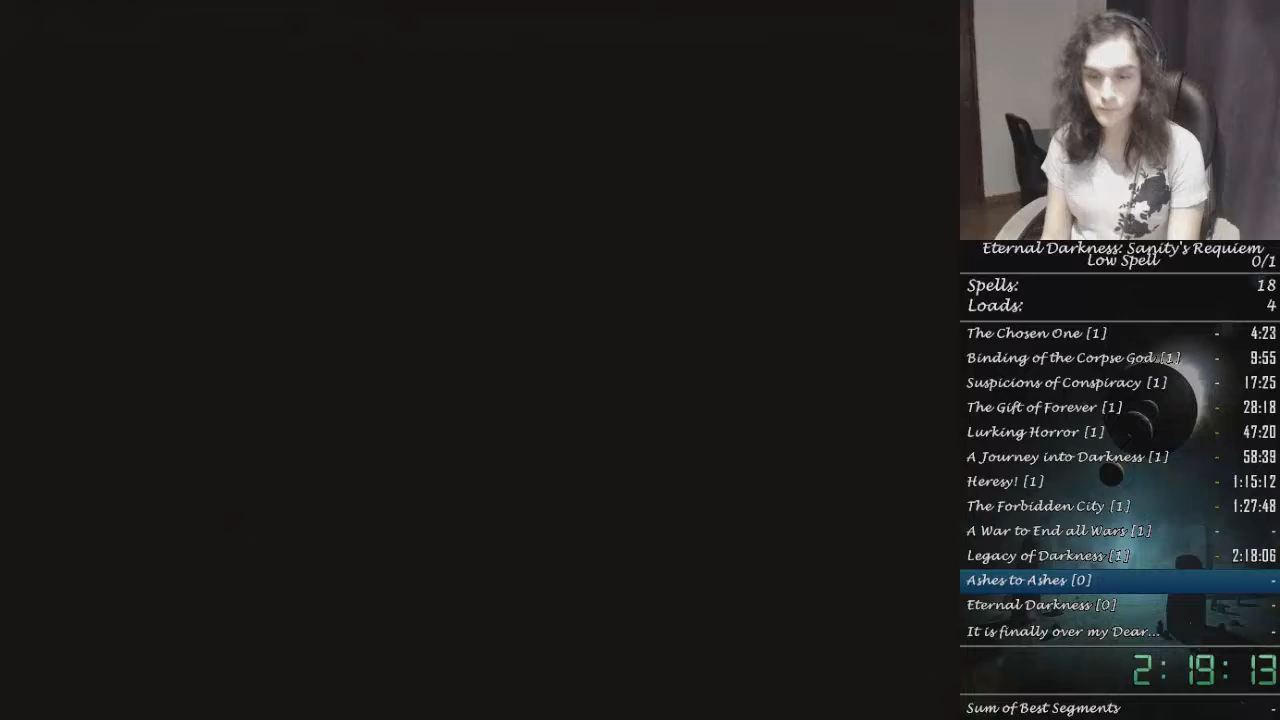 Eternal Darkness: Sanity's Requiem
Low Spell 0/1
Spells: 18
Loads: 4
The Chosen One [1] - 4:23
Binding of the Corpse God [1] - 9:55
Suspicions of Conspiracy [1] - 17:25
The Gift of Forever [1] - 28:18
Lurking Horror [1] - 47:20
A Journey into Darkness [1] - 58:39
Heresy! [1] - 1:15:12
The Forbidden City [1] - 1:27:48
A War to End all Wars [1] - -
Legacy of Darkness [1] - 2:18:06
Ashes to Ashes [0] -
Eternal Darkness [0] -
It is finally over my Dear... -
2:19:13
Sum of Best Segments -